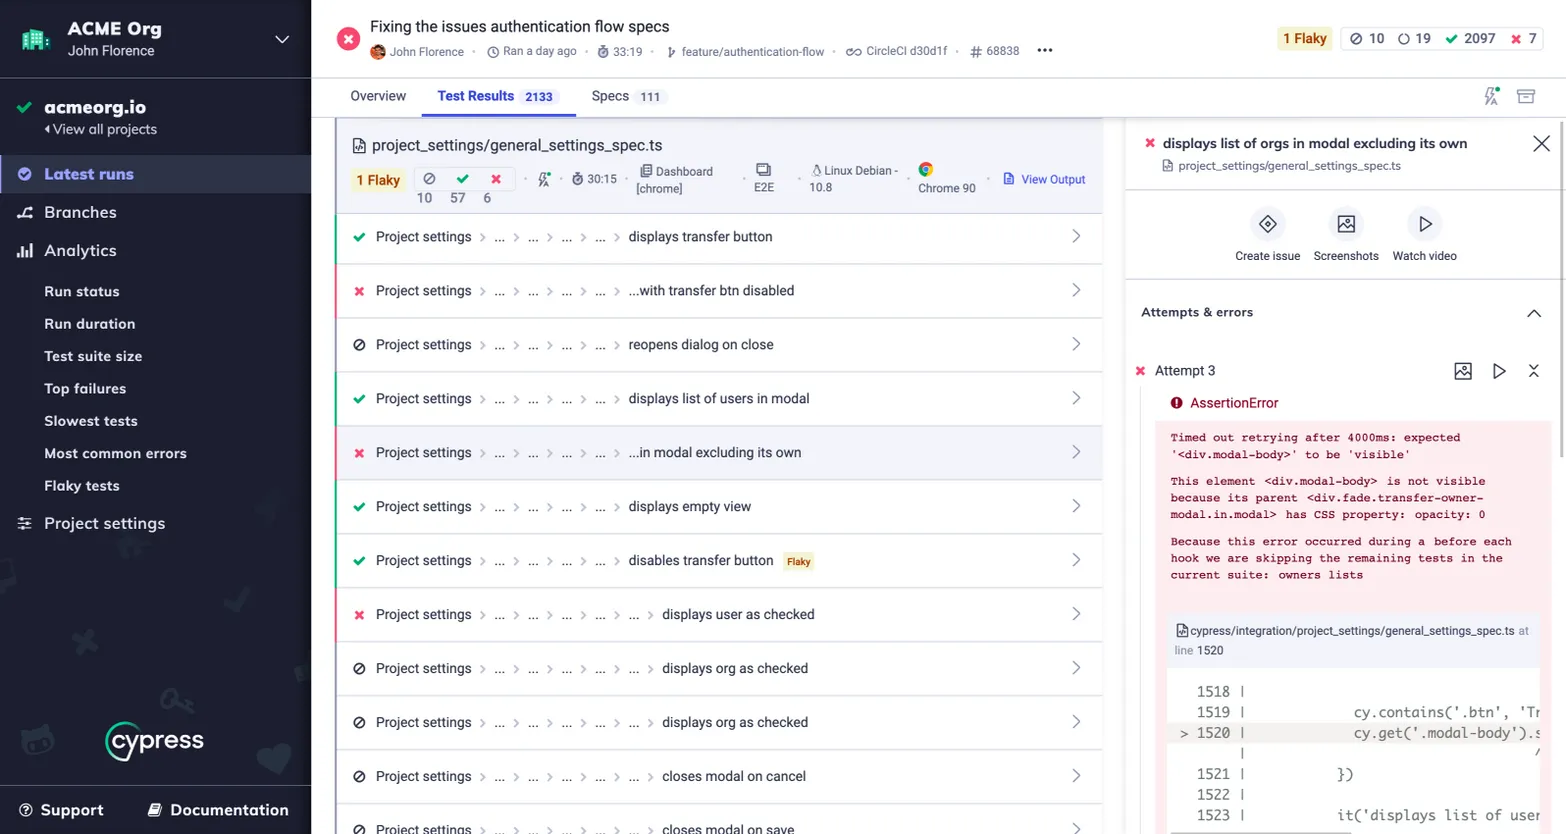 ACME Org
John Florence
acmeorg.io
View all projects
Latest runs
Branches
Analytics
Run status
Run duration
Test suite size
Top failures
Slowest tests
Most common errors
Flaky tests
Project settings
cypress
Support
Documentation
Fixing the issues authentication flow specs
John Florence · Ran a day ago · 33:19 · feature/authentication-flow · CircleCI d30d1f · # 68838 •••
1 Flaky 10 19 2097 7
Overview Test Results 2133 Specs 111
project_settings/general_settings_spec.ts
1 Flaky 10 57 6 · 30:15 · Dashboard [chrome] · E2E · Linux Debian - 10.8 · Chrome 90 · View Output
Project settings > ... > ... > ... > ... > displays transfer button
Project settings > ... > ... > ... > ... > ...with transfer btn disabled
Project settings > ... > ... > ... > ... > reopens dialog on close
Project settings > ... > ... > ... > ... > displays list of users in modal
Project settings > ... > ... > ... > ... > ...in modal excluding its own
Project settings > ... > ... > ... > ... > displays empty view
Project settings > ... > ... > ... > ... > disables transfer button Flaky
Project settings > ... > ... > ... > ... > ... > displays user as checked
Project settings > ... > ... > ... > ... > ... > displays org as checked
Project settings > ... > ... > ... > ... > ... > displays org as checked
Project settings > ... > ... > ... > ... > ... > closes modal on cancel
Project settings > ... > ... > ... > ... > ... > closes modal on save
displays list of orgs in modal excluding its own
project_settings/general_settings_spec.ts
Create issue Screenshots Watch video
Attempts & errors
Attempt 3
AssertionError
Timed out retrying after 4000ms: expected
'<div.modal-body>' to be 'visible'
This element <div.modal-body> is not visible
because its parent <div.fade.transfer-owner-
modal.in.modal> has CSS property: opacity: 0
Because this error occurred during a before each
hook we are skipping the remaining tests in the
current suite: owners lists
cypress/integration/project_settings/general_settings_spec.ts at
line 1520
1518 |
1519 | cy.contains('.btn', 'Tr
> 1520 | cy.get('.modal-body').s
| ^
1521 | })
1522 |
1523 | it('displays list of user